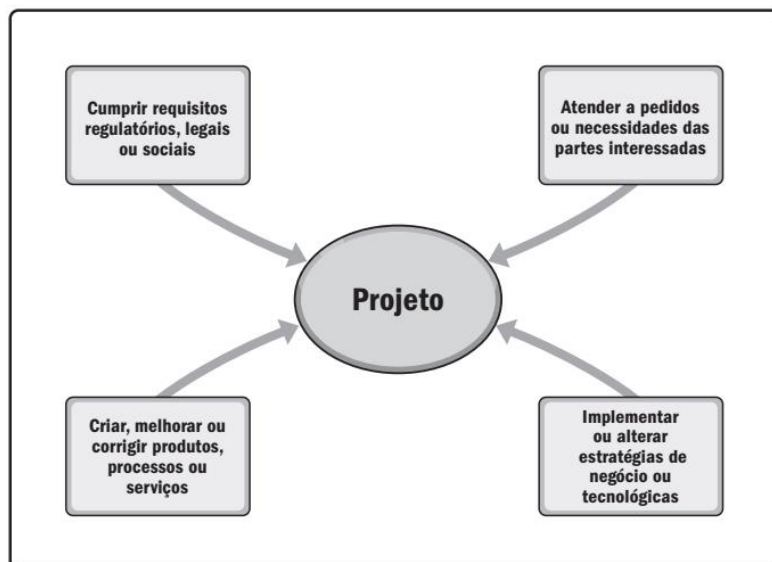 Cumprir requisitos
regulatórios, legais
ou sociais
Atender a pedidos
ou necessidades das
partes interessadas
Projeto
Criar, melhorar ou
corrigir produtos,
processos ou
serviços
Implementar
ou alterar
estratégias de
negócio ou
tecnológicas